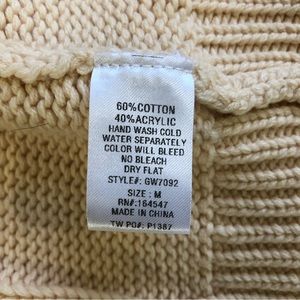 60%COTTON
40%ACRYLIC
HAND WASH COLD
WATER SEPARATELY
COLOR WILL BLEED
NO BLEACH
DRY FLAT
STYLE#: GW7092
SIZE : M
RN#:164547
MADE IN CHINA
TW PO#: P1387